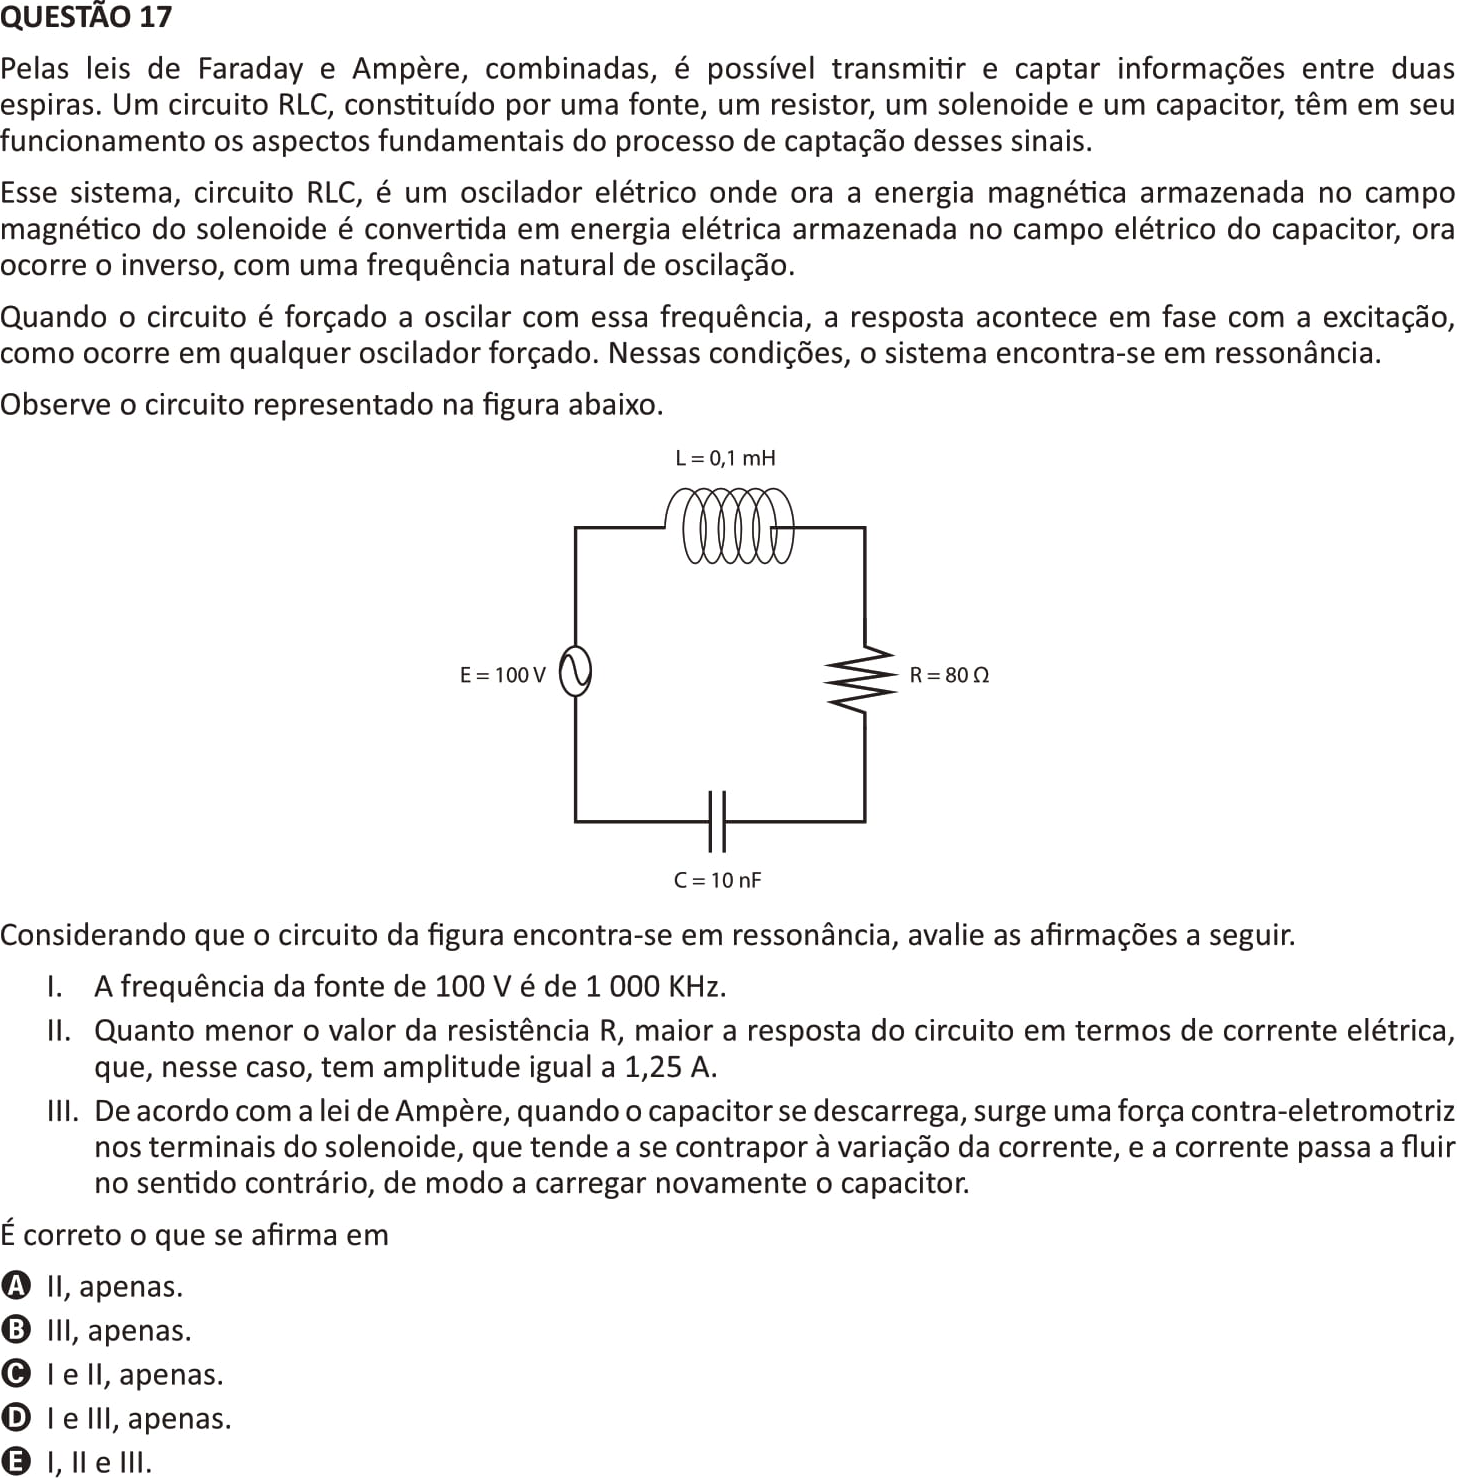 QUESTÃO 17
Pelas leis de Faraday e Ampère, combinadas, é possível transmitir e captar informações entre duas
espiras. Um circuito RLC, constituído por uma fonte, um resistor, um solenoide e um capacitor, têm em seu
funcionamento os aspectos fundamentais do processo de captação desses sinais.
Esse sistema, circuito RLC, é um oscilador elétrico onde ora a energia magnética armazenada no campo
magnético do solenoide é convertida em energia elétrica armazenada no campo elétrico do capacitor, ora
ocorre o inverso, com uma frequência natural de oscilação.
Quando o circuito é forçado a oscilar com essa frequência, a resposta acontece em fase com a excitação,
como ocorre em qualquer oscilador forçado. Nessas condições, o sistema encontra-se em ressonância.
Observe o circuito representado na figura abaixo.
L = 0,1 mH
E = 100 V
R = 80 Ω
C = 10 nF
Considerando que o circuito da figura encontra-se em ressonância, avalie as afirmações a seguir.
I. A frequência da fonte de 100 V é de 1 000 KHz.
II. Quanto menor o valor da resistência R, maior a resposta do circuito em termos de corrente elétrica,
que, nesse caso, tem amplitude igual a 1,25 A.
III. De acordo com a lei de Ampère, quando o capacitor se descarrega, surge uma força contra-eletromotriz
nos terminais do solenoide, que tende a se contrapor à variação da corrente, e a corrente passa a fluir
no sentido contrário, de modo a carregar novamente o capacitor.
É correto o que se afirma em
A II, apenas.
B III, apenas.
C I e II, apenas.
D I e III, apenas.
E I, II e III.